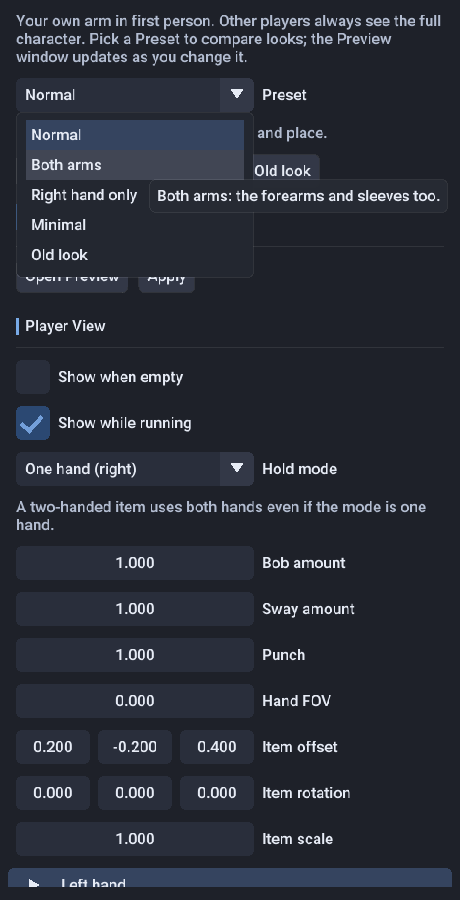 Your own arm in first person. Other players always see the full
character. Pick a Preset to compare looks; the Preview
window updates as you change it.
Normal
Preset
Normal
and place.
Both arms
Old look
Right hand only
Both arms: the forearms and sleeves too.
Minimal
Old look
Open Preview
Apply
Player View
Show when empty
Show while running
One hand (right)
Hold mode
A two-handed item uses both hands even if the mode is one
hand.
1.000
Bob amount
1.000
Sway amount
1.000
Punch
0.000
Hand FOV
0.200
-0.200
0.400
Item offset
0.000
0.000
0.000
Item rotation
1.000
Item scale
Left hand